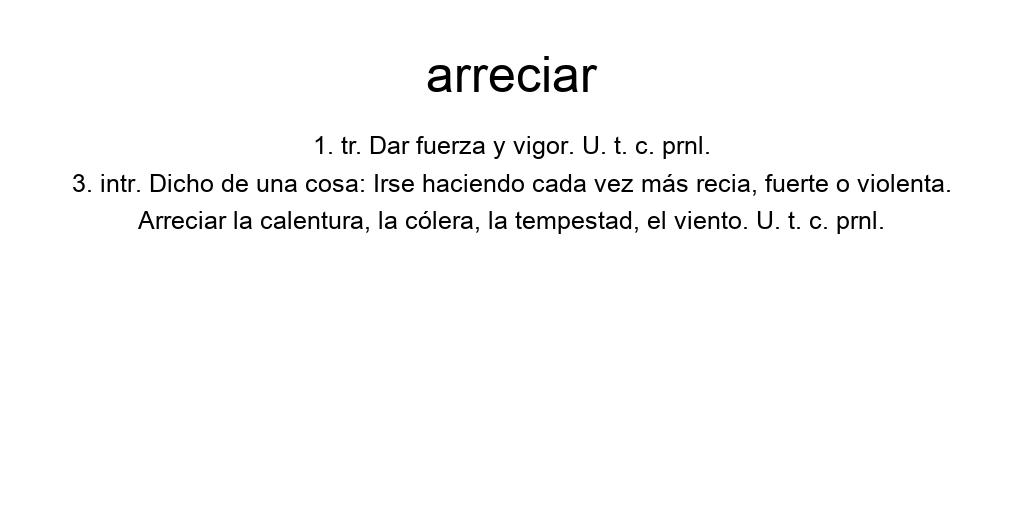 arreciar
1. tr. Dar fuerza y vigor. U. t. c. prnl.
3. intr. Dicho de una cosa: Irse haciendo cada vez más recia, fuerte o violenta.
Arreciar la calentura, la cólera, la tempestad, el viento. U. t. c. prnl.